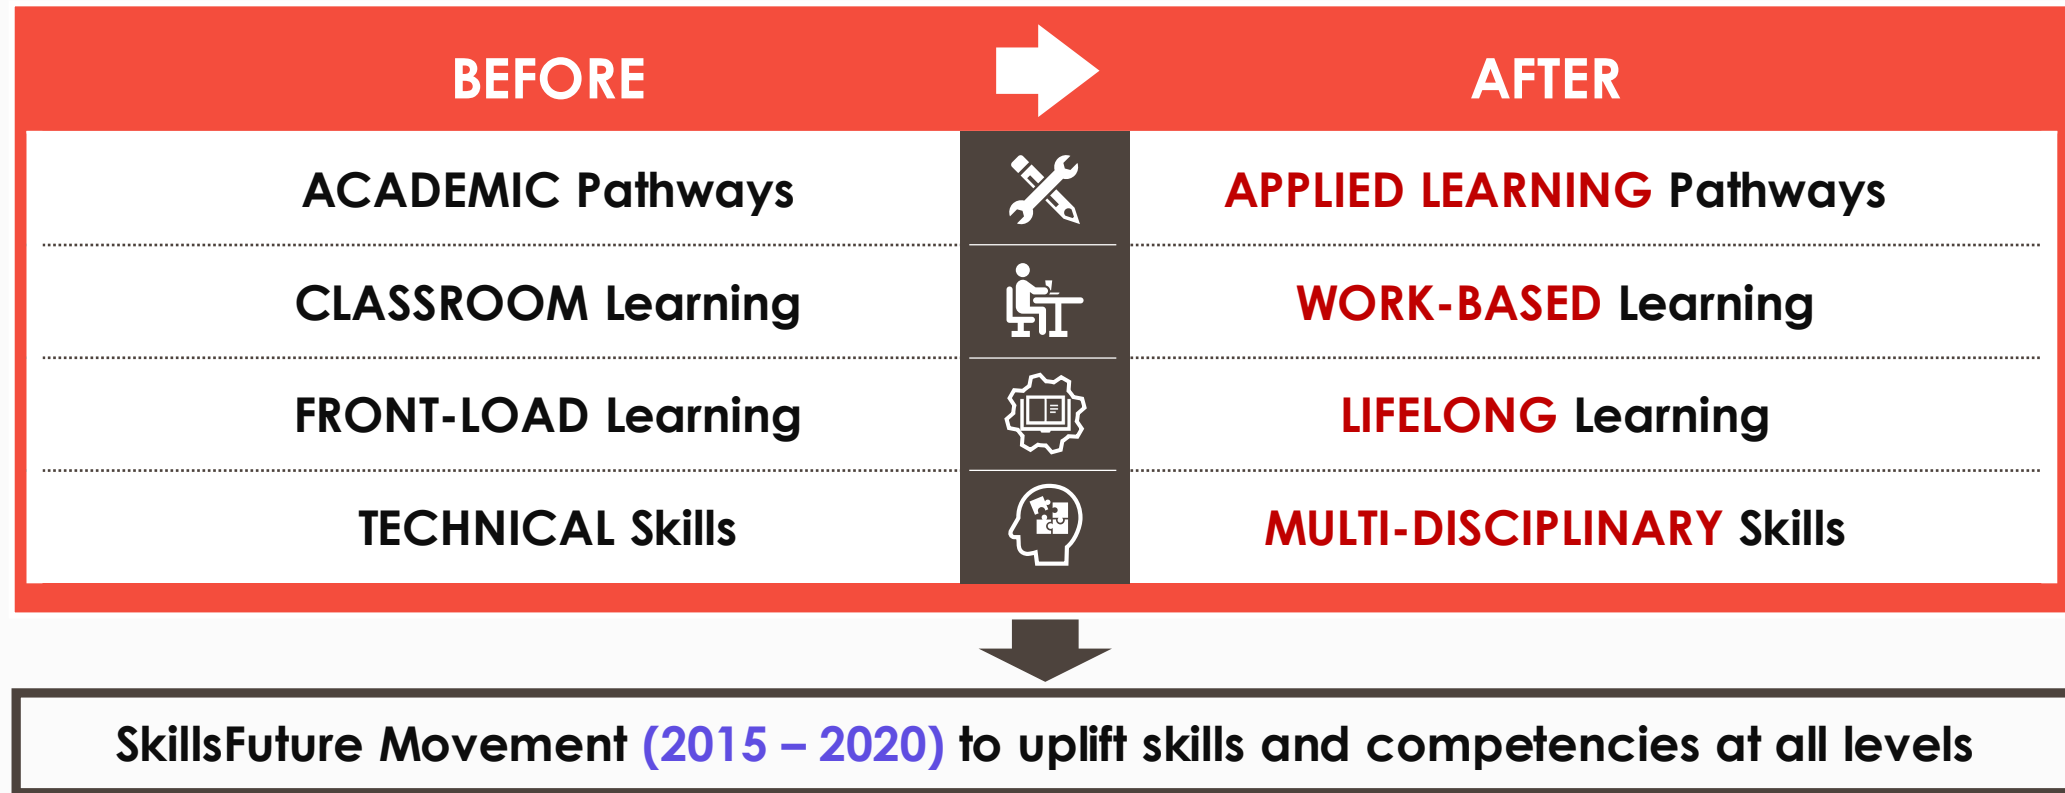 BEFORE
AFTER
ACADEMIC Pathways
APPLIED LEARNING Pathways
CLASSROOM Learning
WORK-BASED Learning
FRONT-LOAD Learning
LIFELONG Learning
TECHNICAL Skills
MULTI-DISCIPLINARY Skills
SkillsFuture Movement (2015 – 2020) to uplift skills and competencies at all levels